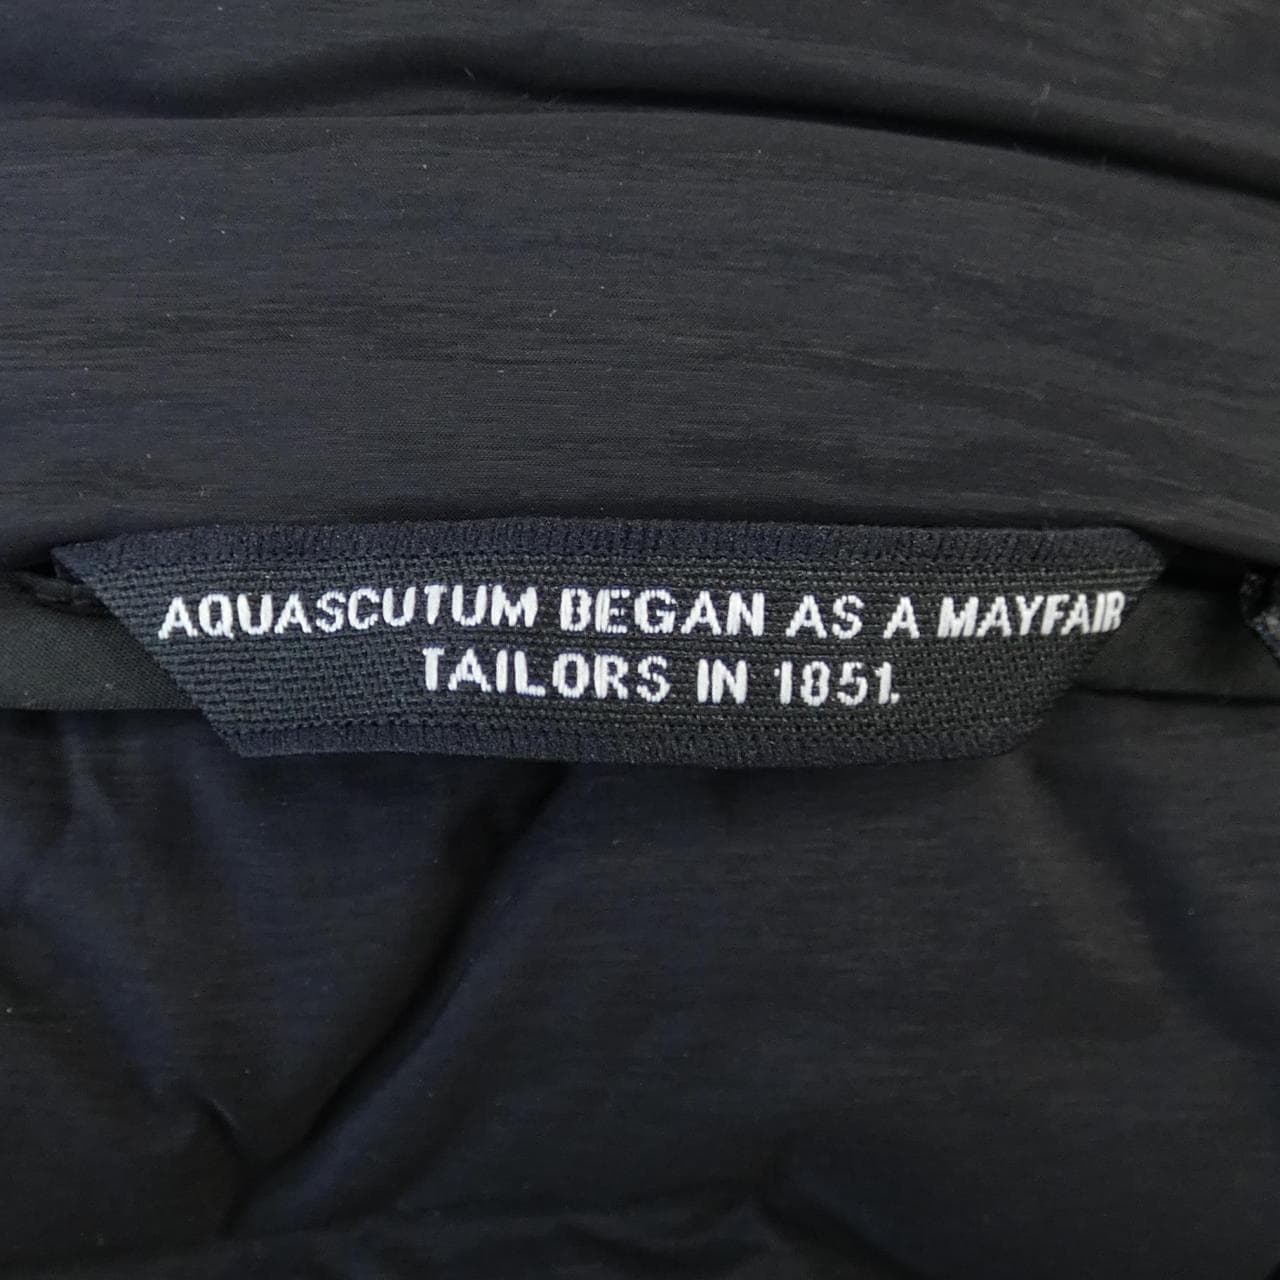 AQUASCUTUM BEGAN AS A MAYFAIR
TAILORS IN 1851.